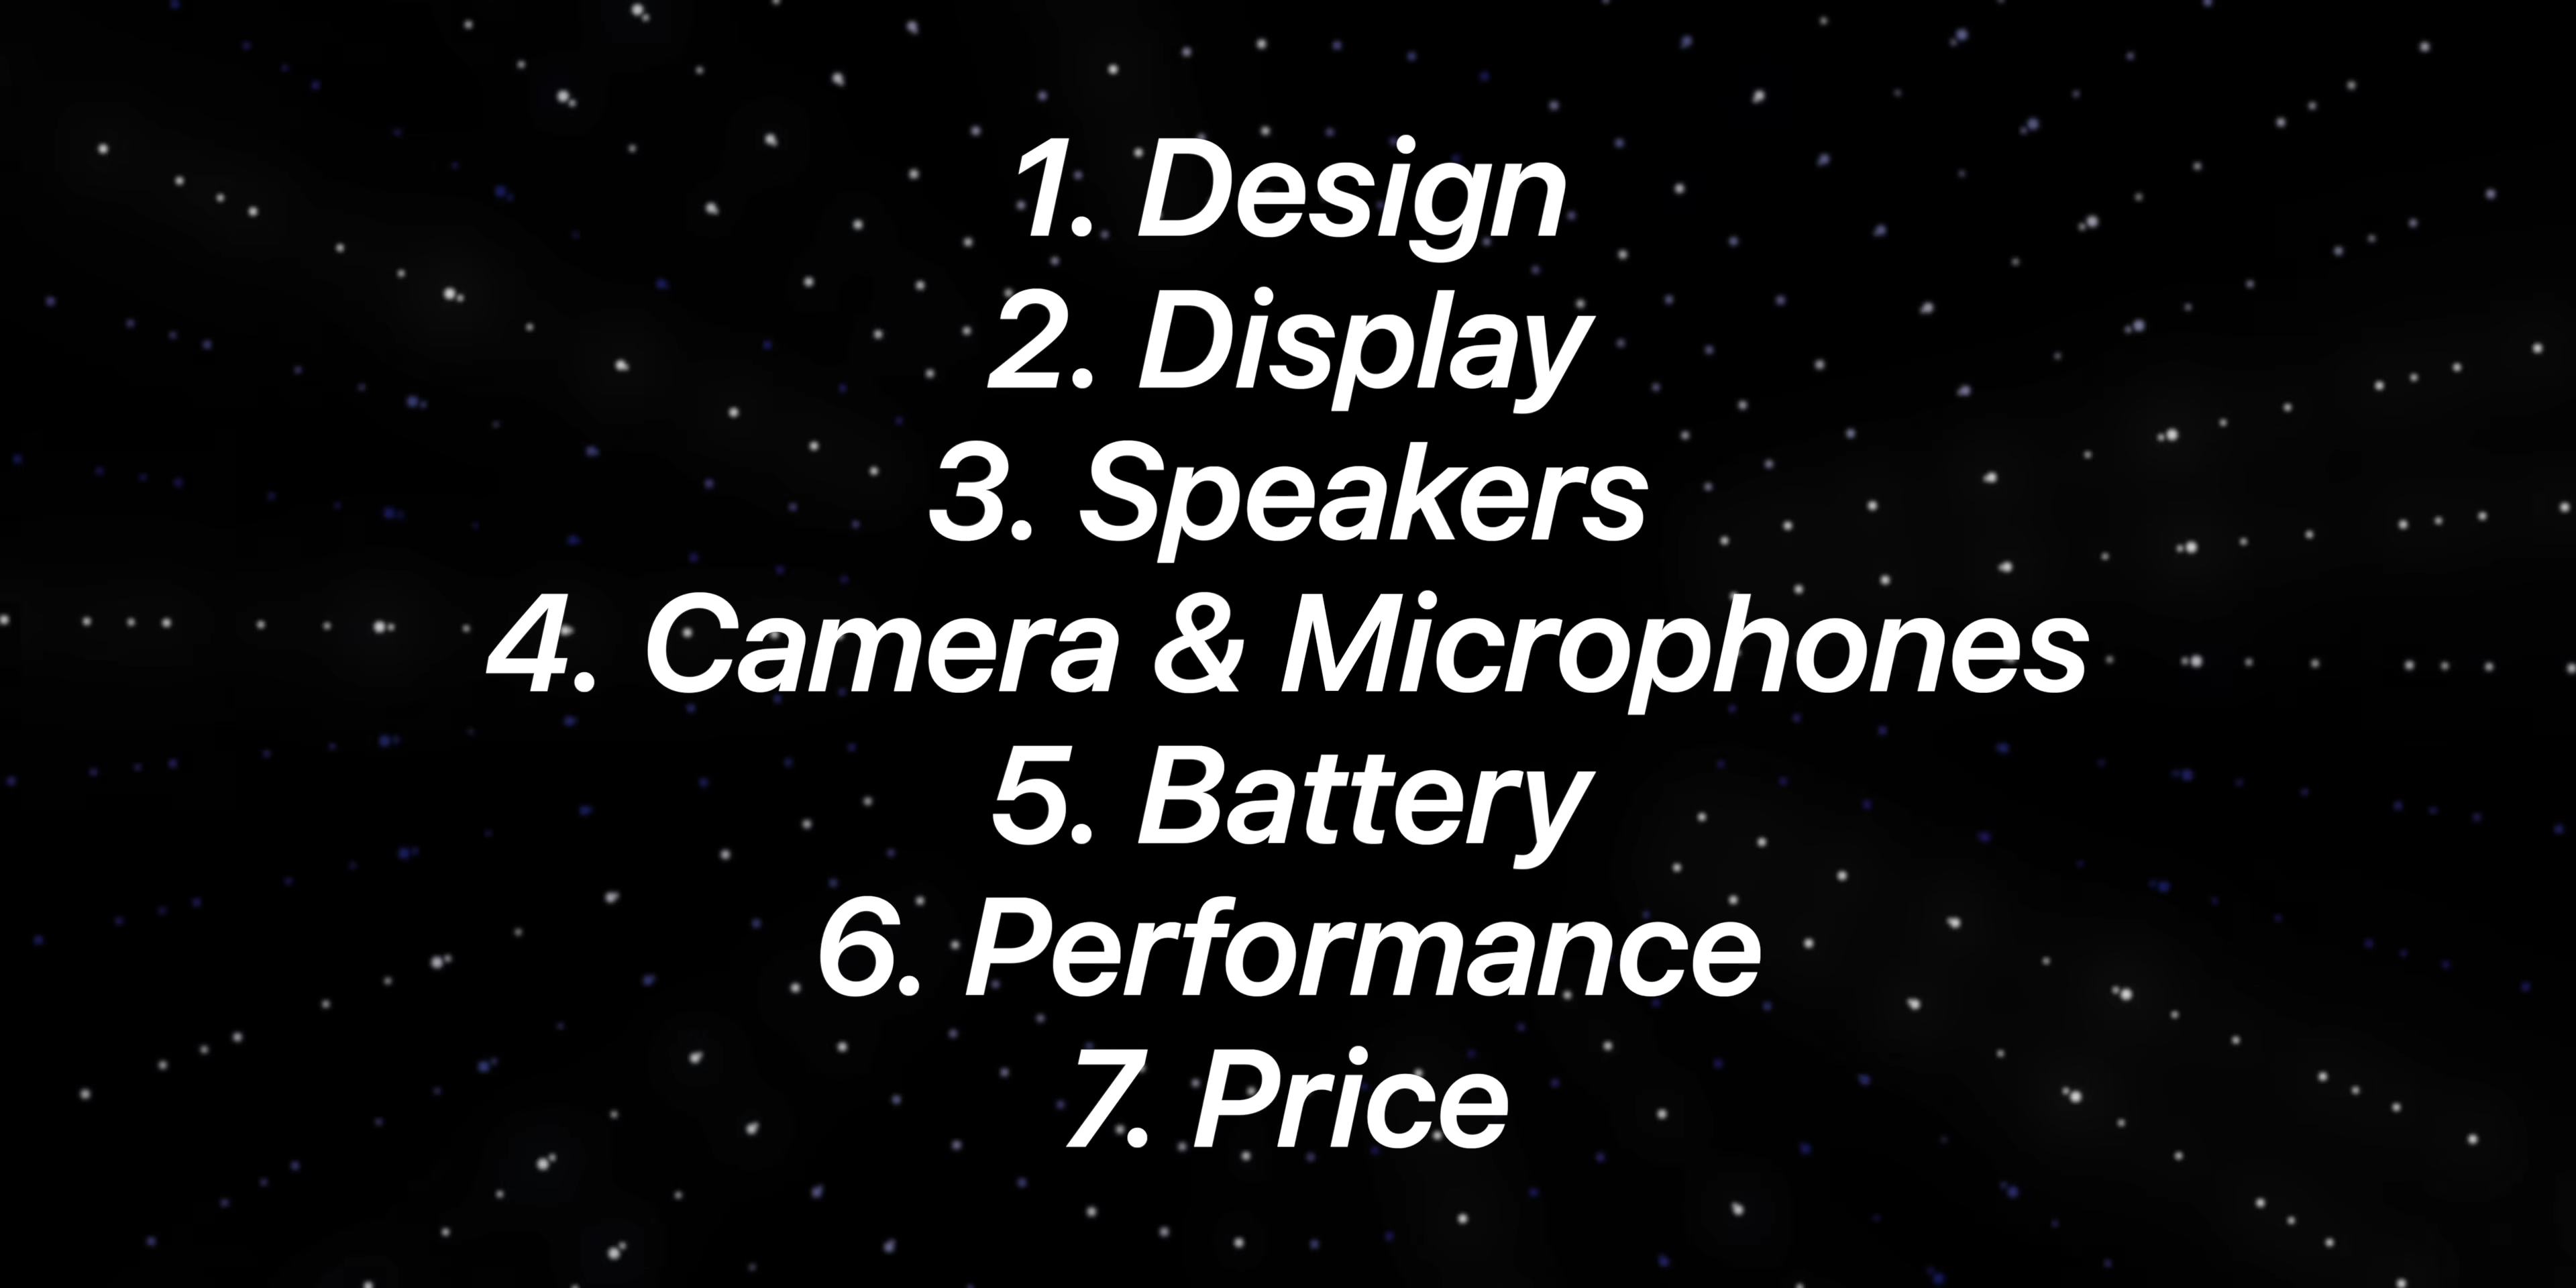 1. Design
2. Display
3. Speakers
4. Camera & Microphones
5. Battery
6. Performance
7. Price